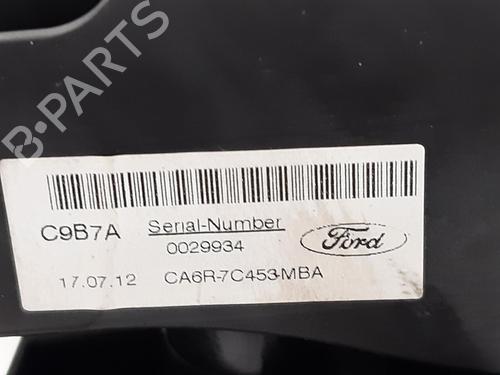 B-PARTS
C9B7A
Serial-Number
0029934
Ford
17.07.12
CA6R-7C453-MBA